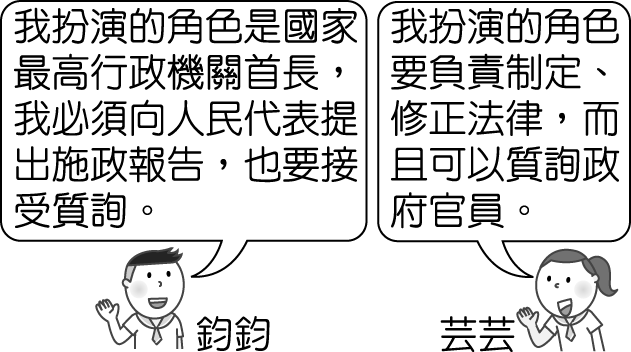 我扮演的角色是國家
最高行政機關首長，
我必須向人民代表提
出施政報告，也要接
受質詢。
我扮演的角色
要負責制定、
修正法律，而
且可以質詢政
府官員。
鈞鈞
芸芸